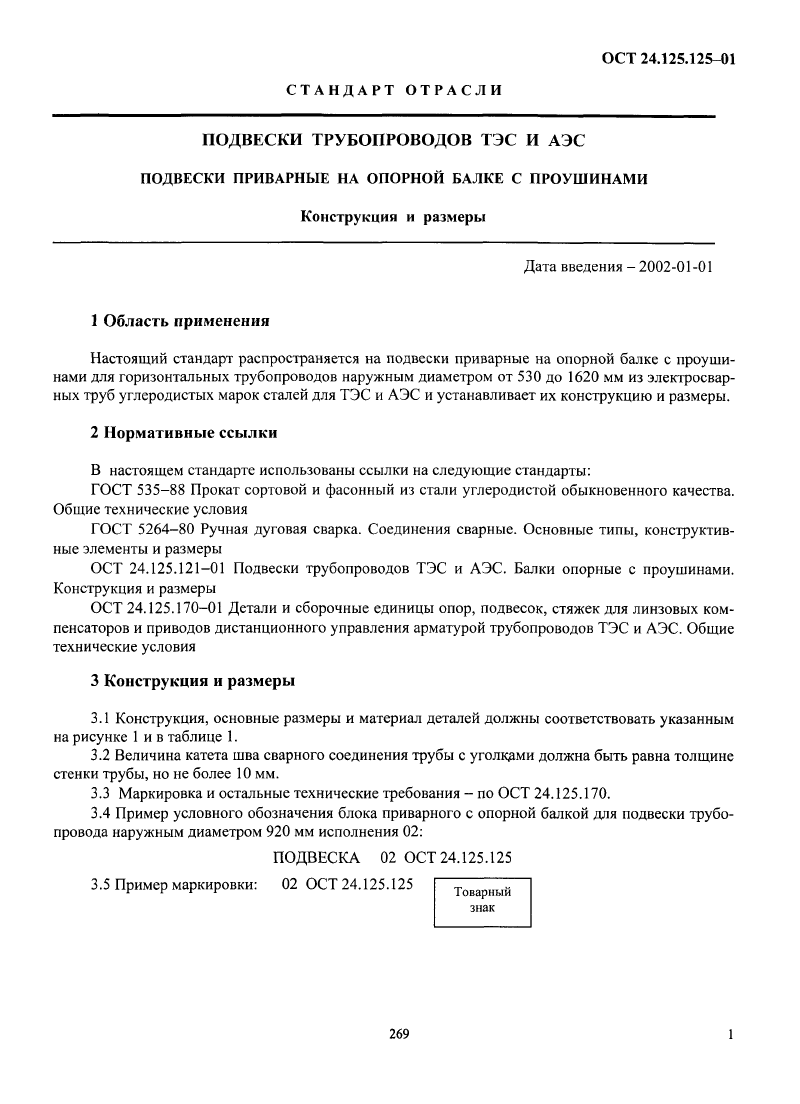 ОСТ 24.125.125–01
СТАНДАРТ ОТРАСЛИ
ПОДВЕСКИ ТРУБОПРОВОДОВ ТЭС И АЭС
ПОДВЕСКИ ПРИВАРНЫЕ НА ОПОРНОЙ БАЛКЕ С ПРОУШИНАМИ
Конструкция и размеры
Дата введения – 2002-01-01
1 Область применения
Настоящий стандарт распространяется на подвески приварные на опорной балке с проуши-
нами для горизонтальных трубопроводов наружным диаметром от 530 до 1620 мм из электросвар-
ных труб углеродистых марок сталей для ТЭС и АЭС и устанавливает их конструкцию и размеры.
2 Нормативные ссылки
В настоящем стандарте использованы ссылки на следующие стандарты:
ГОСТ 535–88 Прокат сортовой и фасонный из стали углеродистой обыкновенного качества.
Общие технические условия
ГОСТ 5264–80 Ручная дуговая сварка. Соединения сварные. Основные типы, конструктив-
ные элементы и размеры
ОСТ 24.125.121–01 Подвески трубопроводов ТЭС и АЭС. Балки опорные с проушинами.
Конструкция и размеры
ОСТ 24.125.170–01 Детали и сборочные единицы опор, подвесок, стяжек для линзовых ком-
пенсаторов и приводов дистанционного управления арматурой трубопроводов ТЭС и АЭС. Общие
технические условия
3 Конструкция и размеры
3.1 Конструкция, основные размеры и материал деталей должны соответствовать указанным
на рисунке 1 и в таблице 1.
3.2 Величина катета шва сварного соединения трубы с уголками должна быть равна толщине
стенки трубы, но не более 10 мм.
3.3 Маркировка и остальные технические требования – по ОСТ 24.125.170.
3.4 Пример условного обозначения блока приварного с опорной балкой для подвески трубо-
провода наружным диаметром 920 мм исполнения 02:
ПОДВЕСКА 02 ОСТ 24.125.125
3.5 Пример маркировки: 02 ОСТ 24.125.125
Товарный
знак
269 1